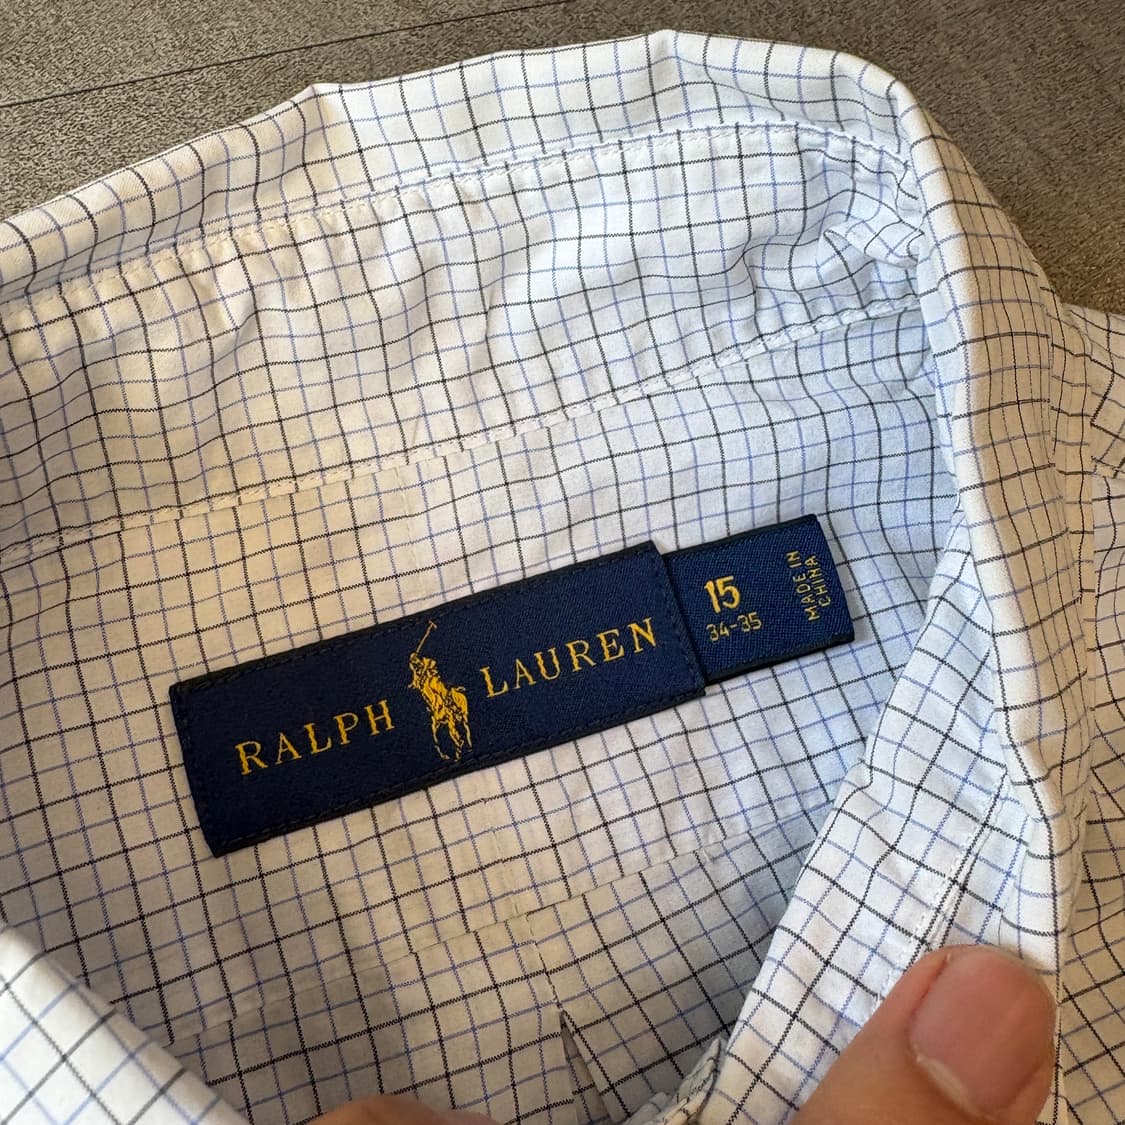 RALPH LAUREN
15
34-35
MADE IN
CHINA